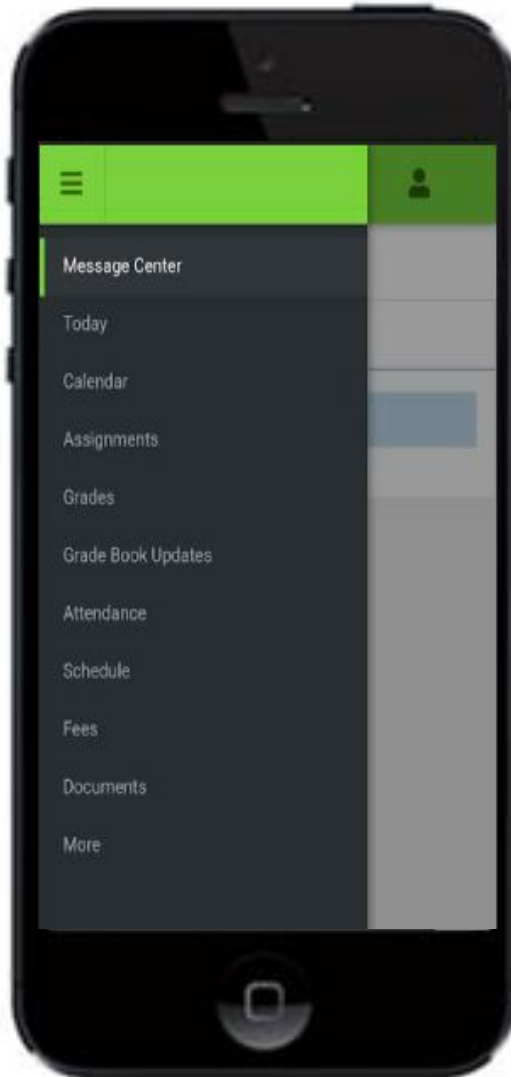 Message Center
Today
Calendar
Assignments
Grades
Grade Book Updates
Attendance
Schedule
Fees
Documents
More